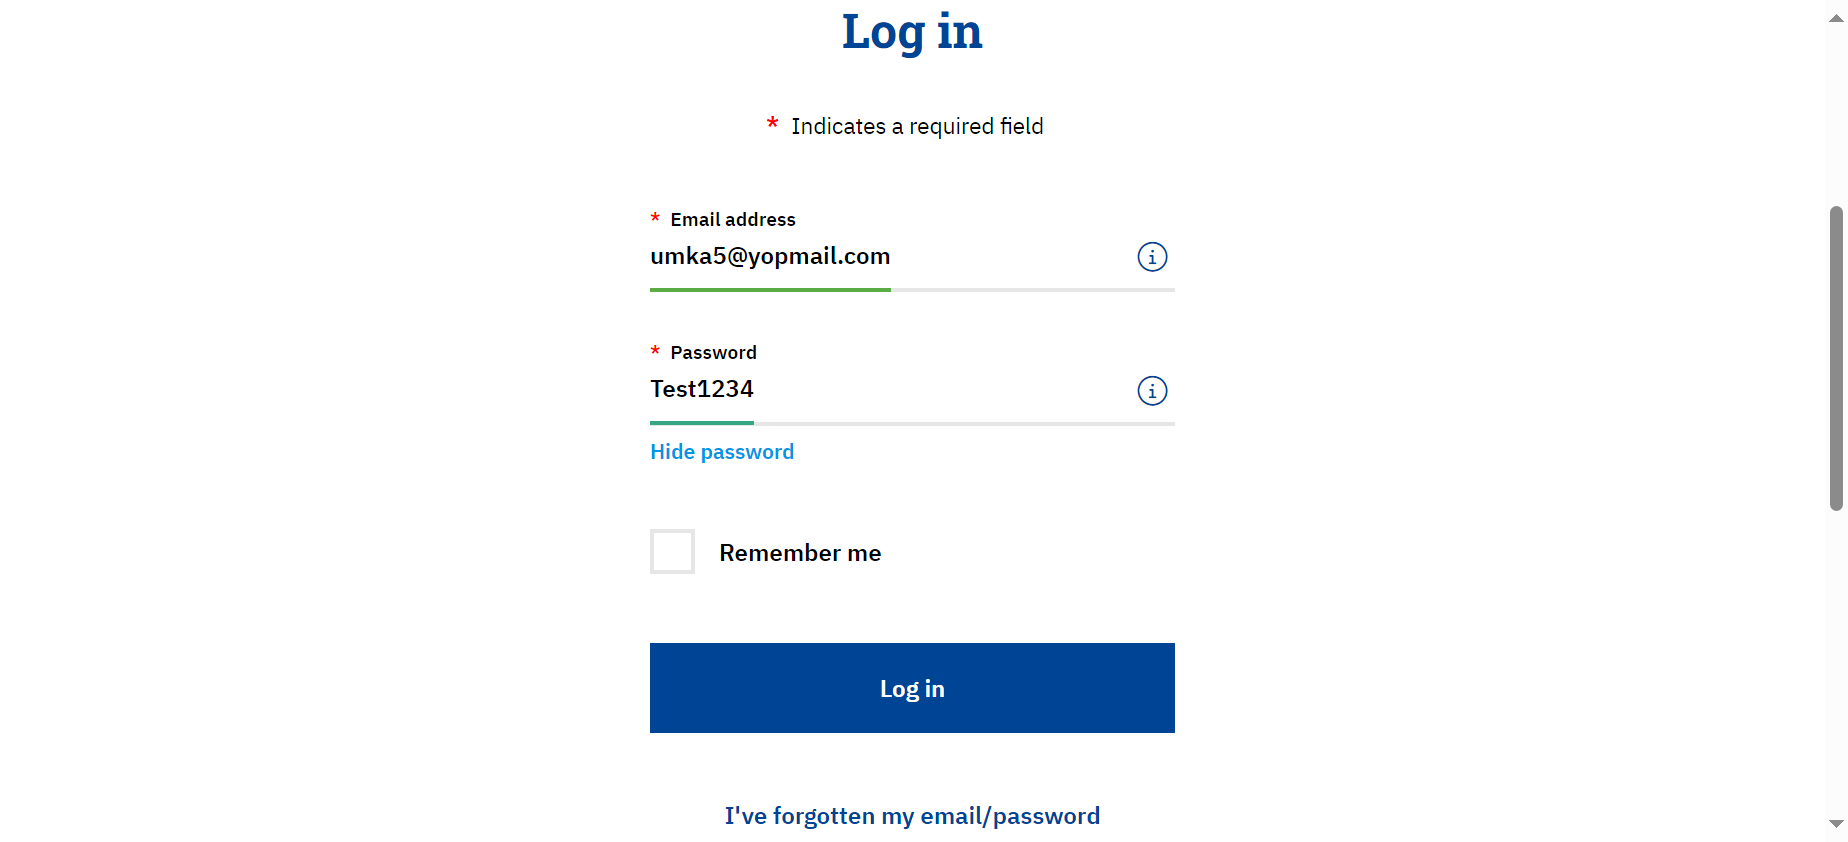 Log in
* Indicates a required field
* Email address
umka5@yopmail.com
* Password
Test1234
Hide password
Remember me
Log in
I've forgotten my email/password